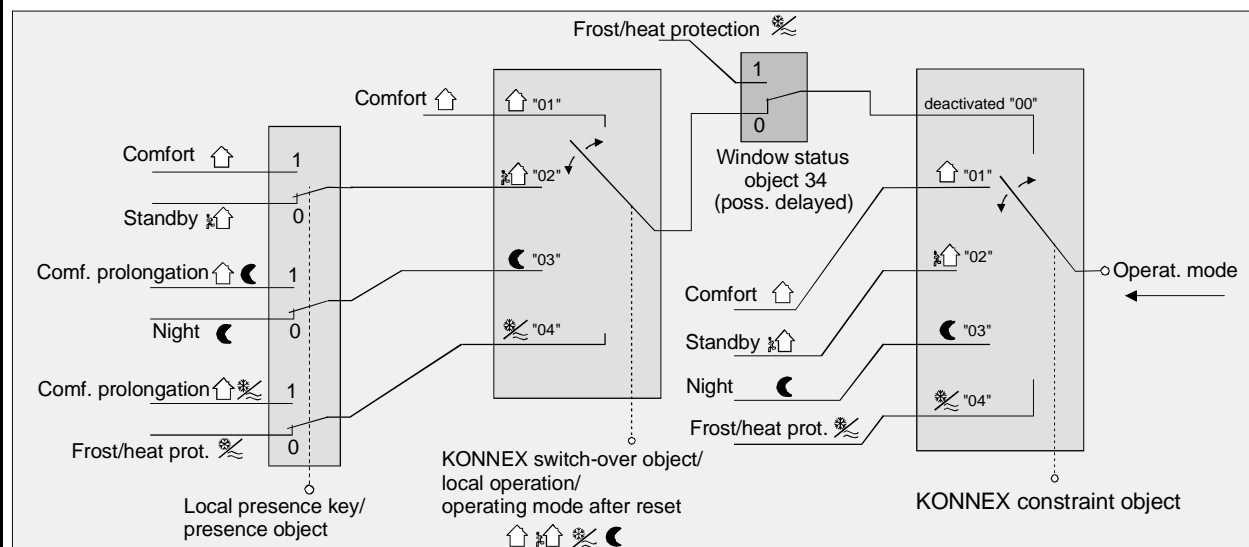 Frost/heat protection
1
0
Window status
object 34
(poss. delayed)
Comfort
"01"
"02"
"03"
"04"
Comfort
1
Standby
0
Comf. prolongation
1
Night
0
Comf. prolongation
1
Frost/heat prot.
0
Local presence key/
presence object
KONNEX switch-over object/
local operation/
operating mode after reset
deactivated "00"
"01"
"02"
"03"
"04"
Comfort
Standby
Night
Frost/heat prot.
Operat. mode
KONNEX constraint object